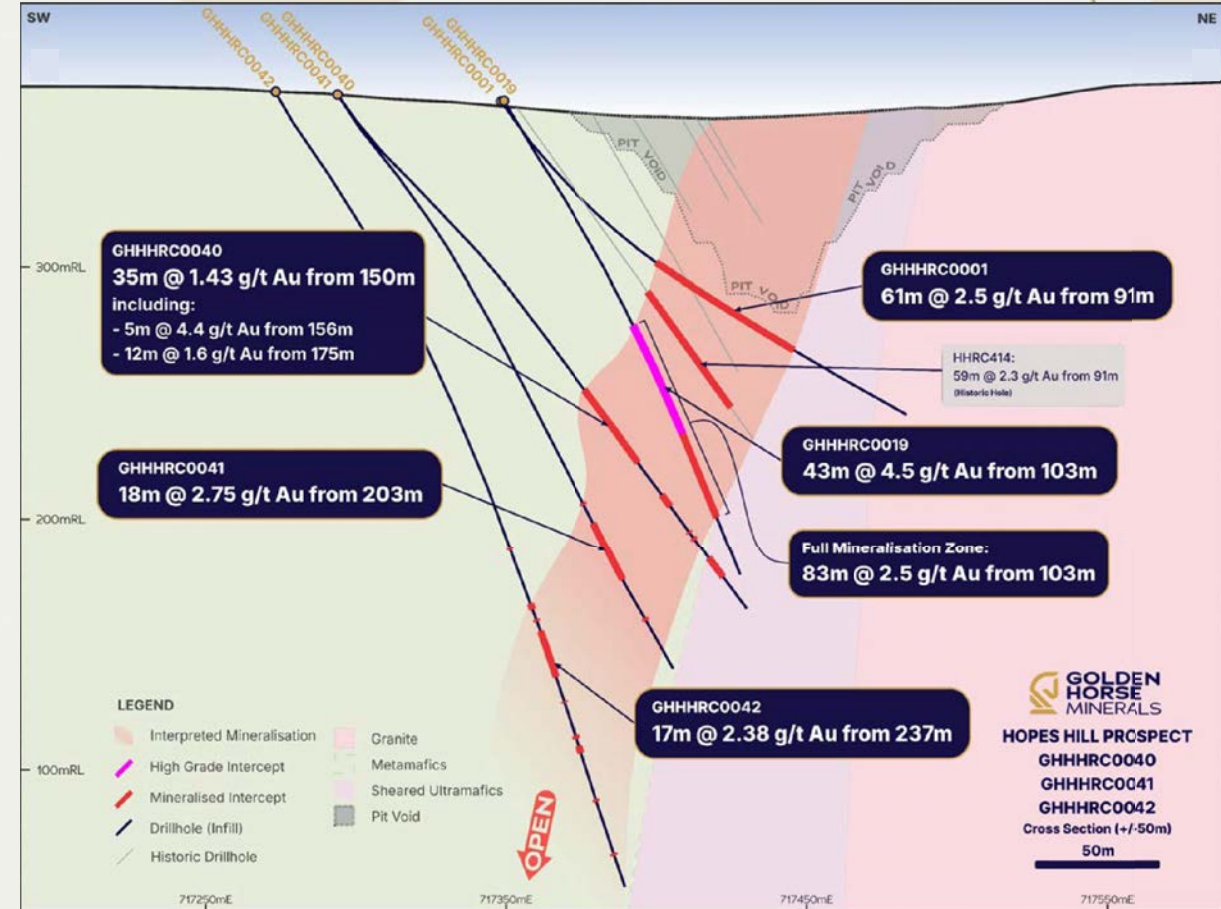 SW
NE
GHHHRC0042
GHHHRC0041
GHHHRC0040
GHHHRC0001
GHHHRC0019
PIT VOID
PIT VOID
PIT VOID
300mRL
200mRL
100mRL
GHHHRC0040
35m @ 1.43 g/t Au from 150m
including:
- 5m @ 4.4 g/t Au from 156m
- 12m @ 1.6 g/t Au from 175m
GHHHRC0001
61m @ 2.5 g/t Au from 91m
HHRC414:
59m @ 2.3 g/t Au from 91m
(Historic Hole)
GHHHRC0019
43m @ 4.5 g/t Au from 103m
GHHHRC0041
18m @ 2.75 g/t Au from 203m
Full Mineralisation Zone:
83m @ 2.5 g/t Au from 103m
GHHHRC0042
17m @ 2.38 g/t Au from 237m
LEGEND
Interpreted Mineralisation
High Grade Intercept
Mineralised Intercept
Drillhole (Infill)
Historic Drillhole
Granite
Metamafics
Sheared Ultramafics
Pit Void
OPEN
GOLDEN
HORSE
MINERALS
HOPES HILL PROSPECT
GHHHRC0040
GHHHRC0041
GHHHRC0042
Cross Section (+/-50m)
50m
717250mE
717350mE
717450mE
717550mE